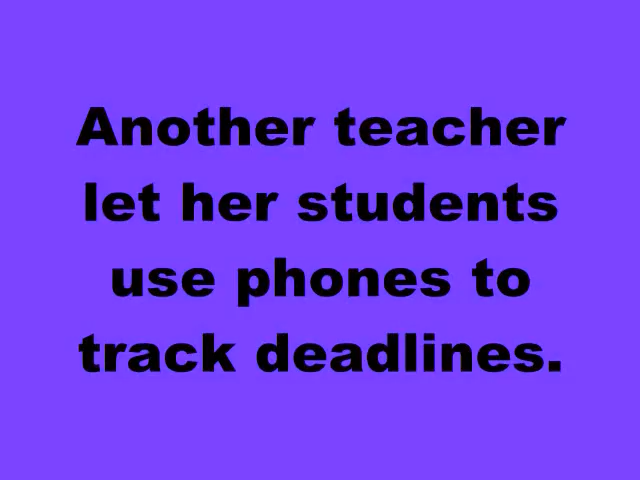 Another teacher
let her students
use phones to
track deadlines.